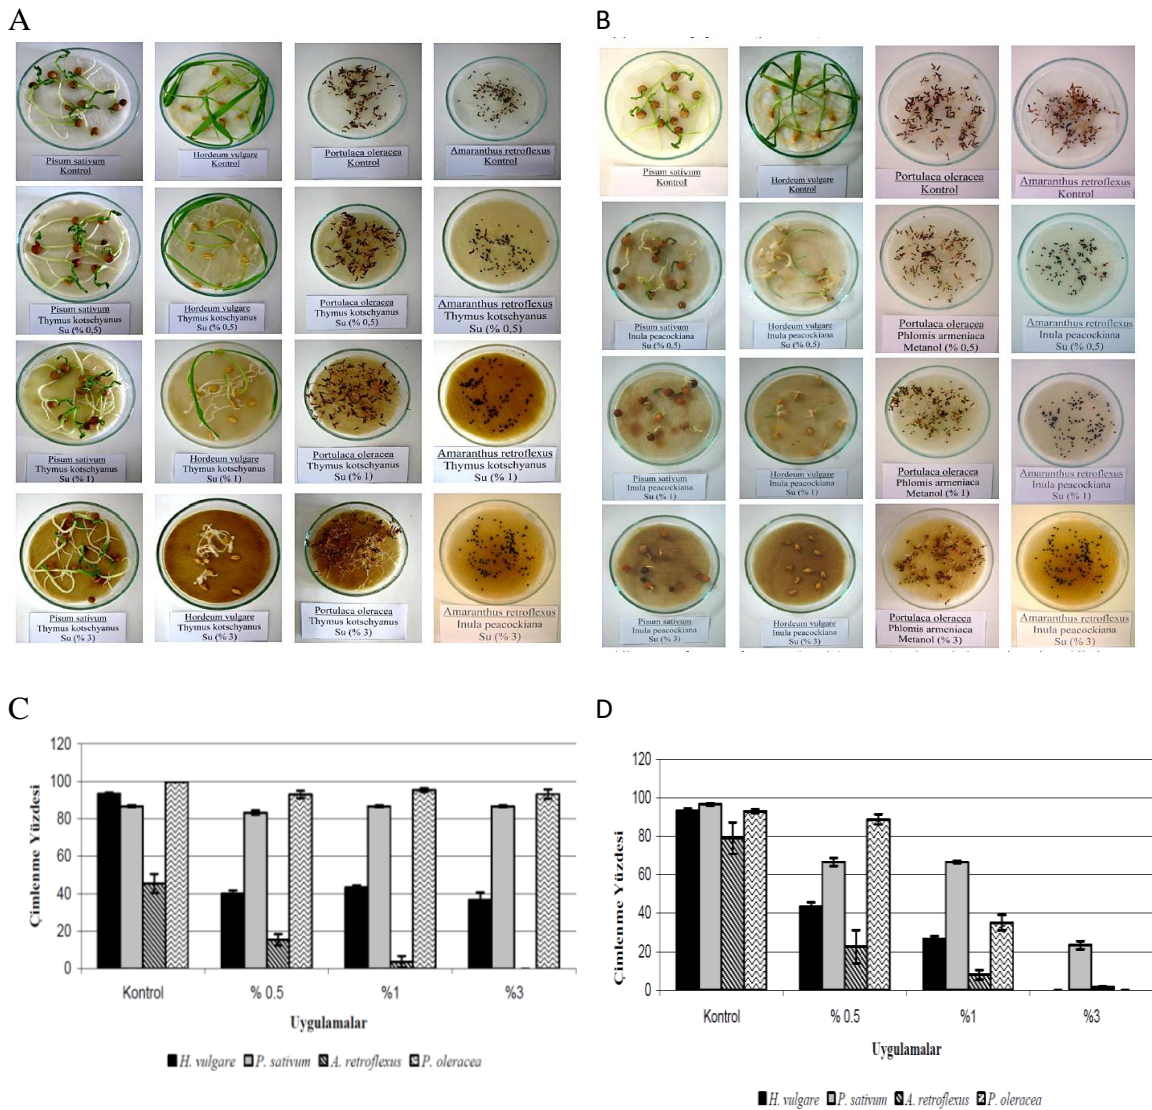 A
Pisum sativum
Kontrol
Hordeum vulgare
Kontrol
Portulaca oleracea
Kontrol
Amaranthus retroflexus
Kontrol
Pisum sativum
Thymus kotschyanus
Su (% 0,5)
Hordeum vulgare
Thymus kotschyanus
Su (% 0,5)
Portulaca oleracea
Thymus kotschyanus
Su (% 0,5)
Amaranthus retroflexus
Thymus kotschyanus
Su (% 0,5)
Pisum sativum
Thymus kotschyanus
Su (% 1)
Hordeum vulgare
Thymus kotschyanus
Su (% 1)
Portulaca oleracea
Thymus kotschyanus
Su (% 1)
Amaranthus retroflexus
Thymus kotschyanus
Su (% 1)
Pisum sativum
Thymus kotschyanus
Su (% 3)
Hordeum vulgare
Thymus kotschyanus
Su (% 3)
Portulaca oleracea
Thymus kotschyanus
Su (% 3)
Amaranthus retroflexus
Inula peacockiana
Su (% 3)
B
Pisum sativum
Kontrol
Hordeum vulgare
Kontrol
Portulaca oleracea
Kontrol
Amaranthus retroflexus
Kontrol
Pisum sativum
Inula peacockiana
Su (% 0,5)
Hordeum vulgare
Inula peacockiana
Su (% 0,5)
Portulaca oleracea
Phlomis armeniaca
Metanol (% 0,5)
Amaranthus retroflexus
Inula peacockiana
Su (% 0,5)
Pisum sativum
Inula peacockiana
Su (% 1)
Hordeum vulgare
Inula peacockiana
Su (% 1)
Portulaca oleracea
Phlomis armeniaca
Metanol (% 1)
Amaranthus retroflexus
Inula peacockiana
Su (% 1)
Pisum sativum
Inula peacockiana
Su (% 3)
Hordeum vulgare
Inula peacockiana
Su (% 3)
Portulaca oleracea
Phlomis armeniaca
Metanol (% 3)
Amaranthus retroflexus
Inula peacockiana
Su (% 3)
C
Çimlenme Yüzdesi
120
100
80
60
40
20
0
Kontrol % 0.5 %1 %3
Uygulamalar
H. vulgare P. sativum A. retroflexus P. oleracea
D
Çimlenme Yüzdesi
120
100
80
60
40
20
0
Kontrol % 0.5 %1 %3
Uygulamalar
H. vulgare P. sativum A. retroflexus P. oleracea